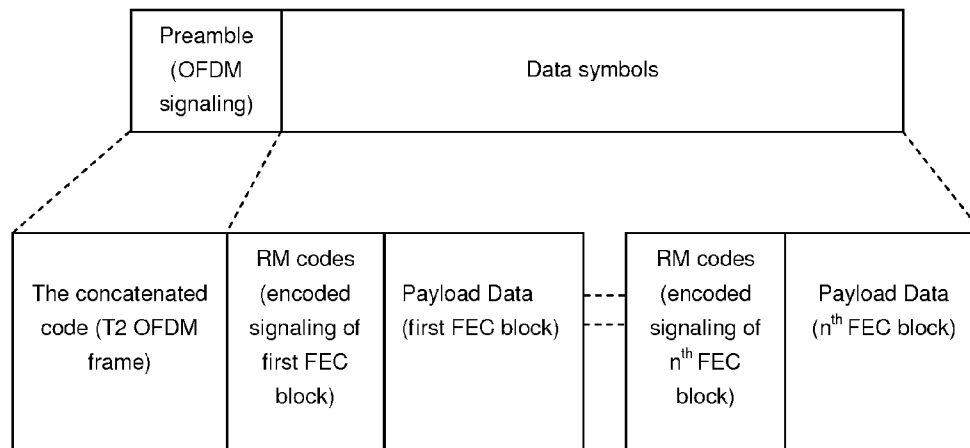 Preamble
(OFDM
signaling)
Data symbols
The concatenated
code (T2 OFDM
frame)
RM codes
(encoded
signaling of
first FEC
block)
Payload Data
(first FEC block)
RM codes
(encoded
signaling of
nth FEC
block)
Payload Data
(nth FEC block)